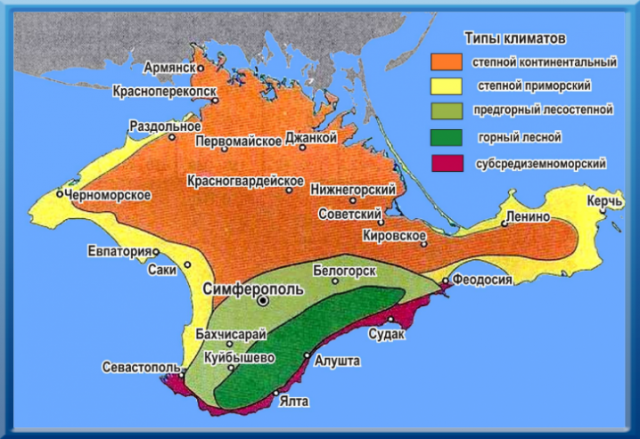 Типы климатов
степной континентальный
степной приморский
предгорный лесостепной
горный лесной
субсредиземноморский
Армянск
Красноперекопск
Раздольное
Первомайское
Джанкой
Красногвардейское
Нижнегорский
Черноморское
Советский
Керчь
Ленино
Кировское
Евпатория
Саки
Белогорск
Феодосия
Симферополь
Бахчисарай
Судак
Куйбышево
Алушта
Севастополь
Ялта